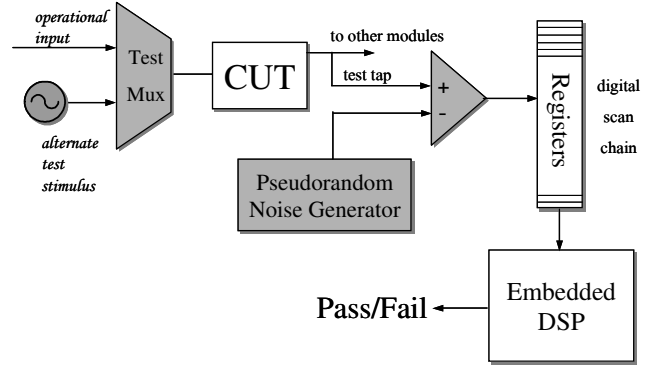 operational
input
Test
Mux
alternate
test
stimulus
CUT
to other modules
test tap
+
-
Pseudorandom
Noise Generator
Registers
digital
scan
chain
Embedded
DSP
Pass/Fail